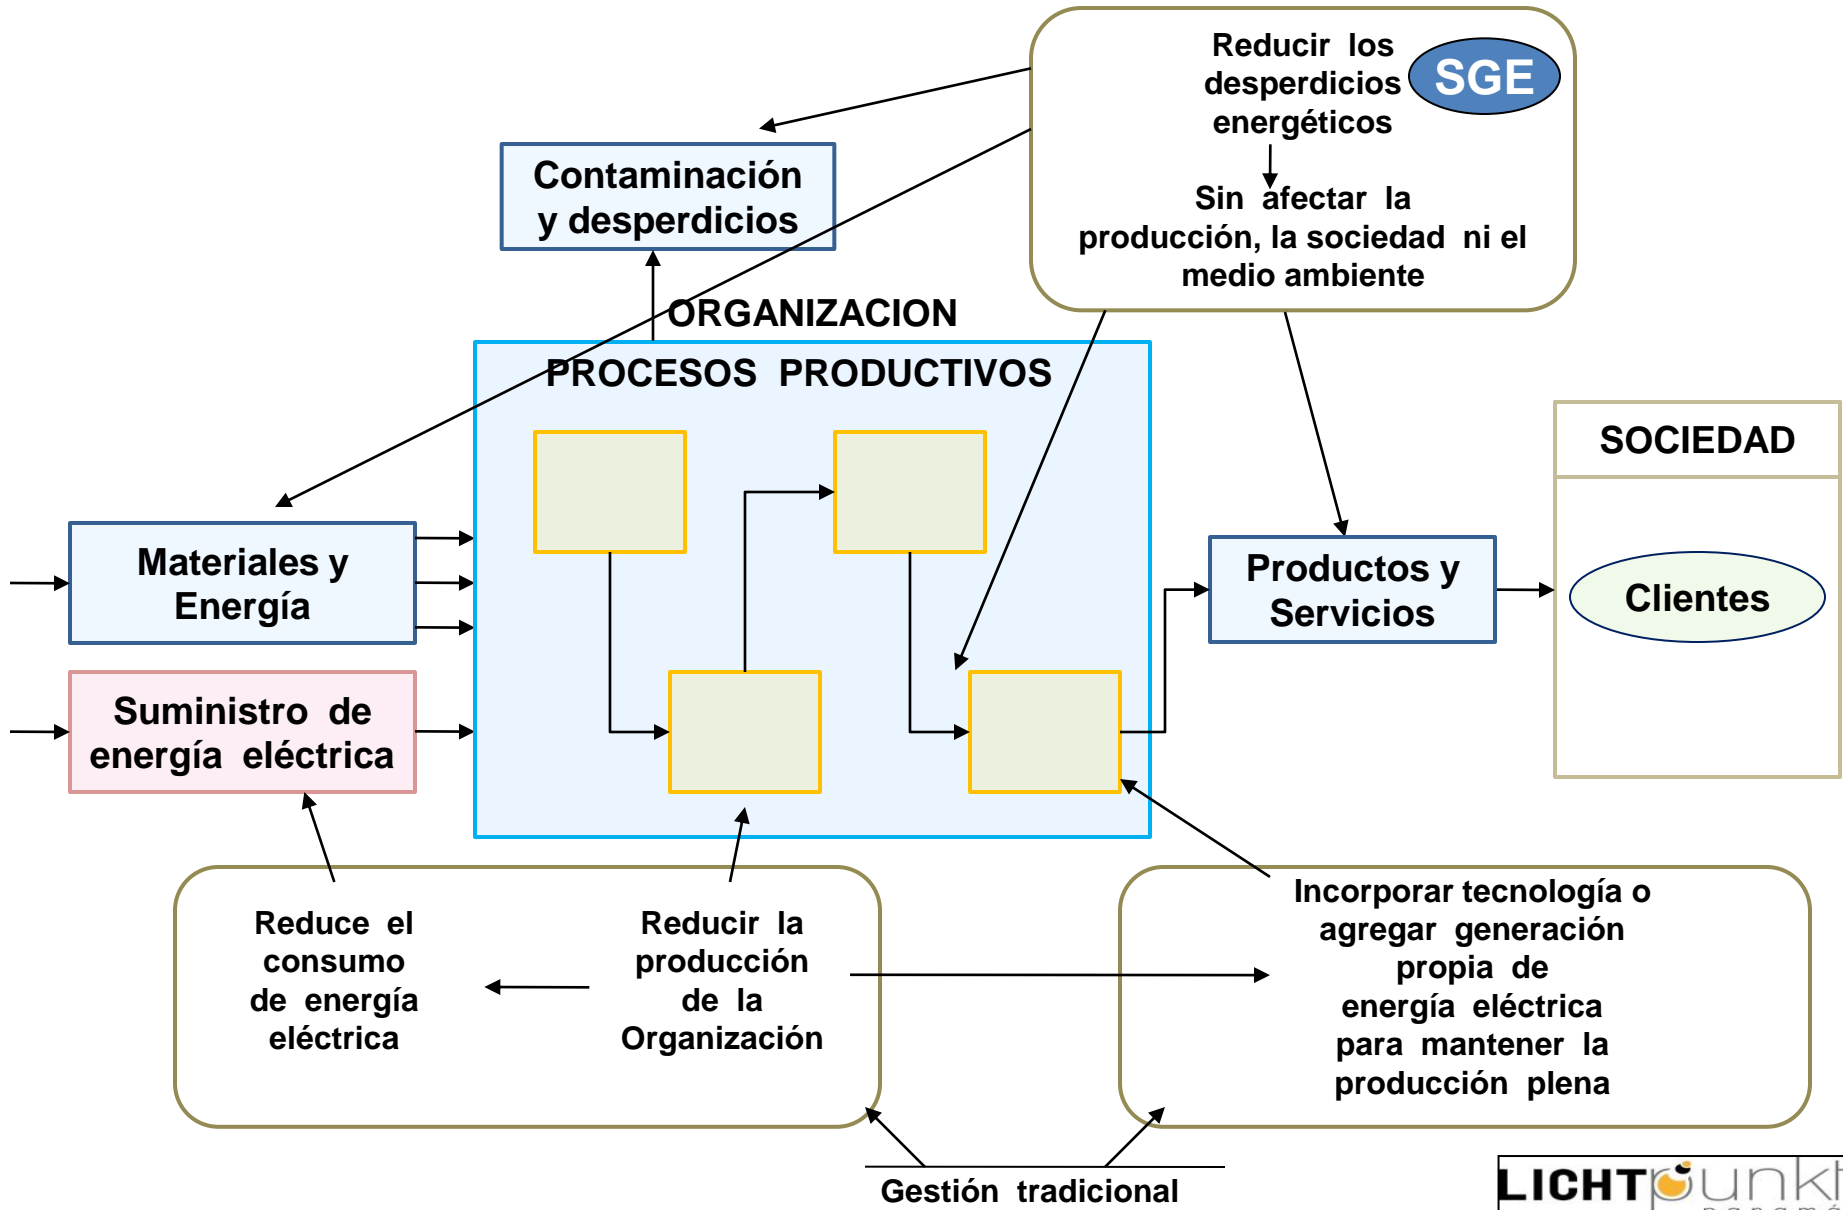 Reducir los
desperdicios
energéticos
SGE
Sin afectar la
producción, la sociedad ni el
medio ambiente
Contaminación
y desperdicios
ORGANIZACION
PROCESOS PRODUCTIVOS
SOCIEDAD
Clientes
Materiales y
Energía
Productos y
Servicios
Suministro de
energía eléctrica
Reduce el
consumo
de energía
eléctrica
Reducir la
producción
de la
Organización
Incorporar tecnología o
agregar generación
propia de
energía eléctrica
para mantener la
producción plena
Gestión tradicional
LICHTpunkt